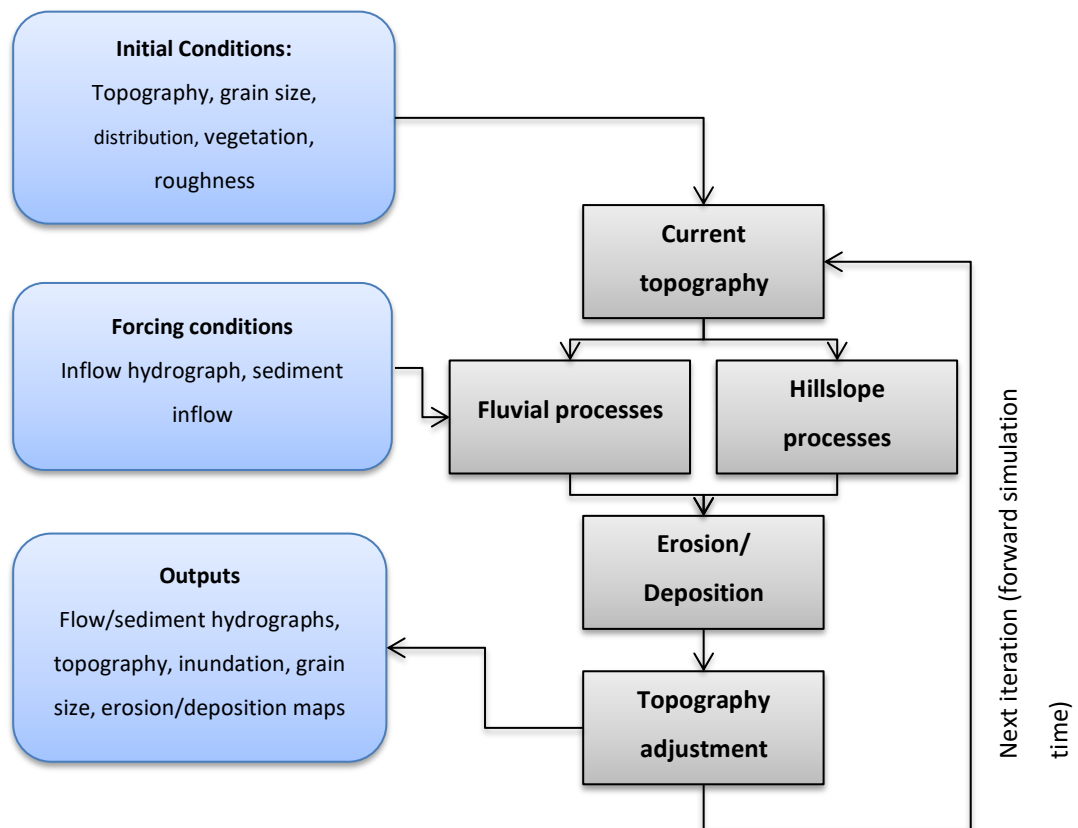 Initial Conditions:
Topography, grain size,
distribution, vegetation,
roughness
Current
topography
Forcing conditions
Inflow hydrograph, sediment
inflow
Fluvial processes
Hillslope
processes
Erosion/
Deposition
Outputs
Flow/sediment hydrographs,
topography, inundation, grain
size, erosion/deposition maps
Topography
adjustment
Next iteration (forward simulation
time)